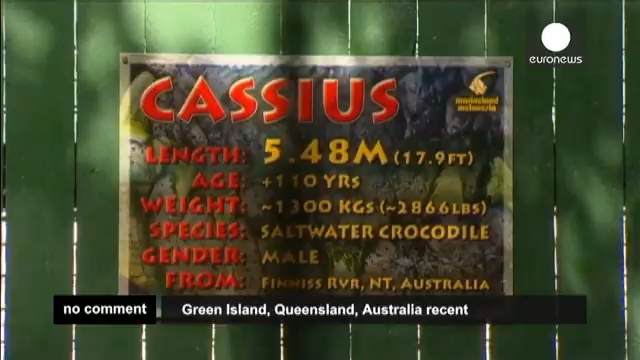 euronews
CASSIUS
marineland
melanesia
LENGTH: 5.48M (17.9FT)
AGE: +110 YRS
WEIGHT: ~1300 KGS (~2866LBS)
SPECIES: SALTWATER CROCODILE
GENDER: MALE
FROM: FINNISS RVR, NT, AUSTRALIA
no comment
Green Island, Queensland, Australia recent